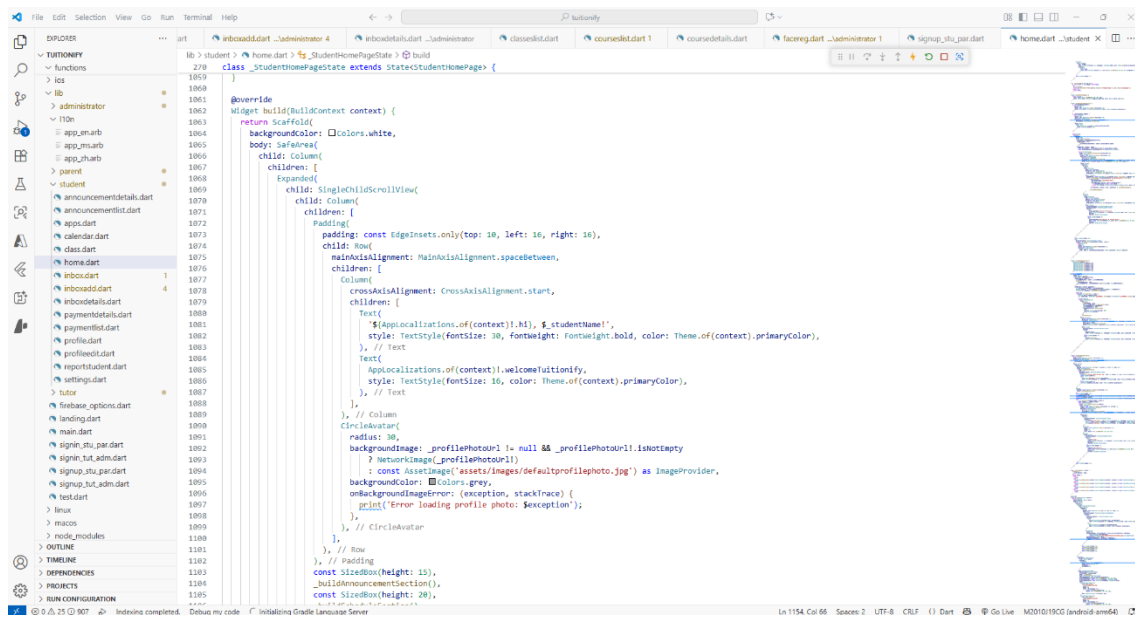 File Edit Selection View Go Run Terminal Help
tuitionify
EXPLORER
art
inboxadd.dart ...\administrator 4
inboxdetails.dart ...\administrator
classeslist.dart
courseslist.dart 1
coursedetails.dart
facereg.dart ...\administrator 1
signup_stu_par.dart
home.dart ...\student
TUITIONIFY
functions
ios
lib
administrator
l10n
app_en.arb
app_ms.arb
app_zh.arb
parent
student
announcementdetails.dart
announcementlist.dart
apps.dart
calendar.dart
class.dart
home.dart
inbox.dart 1
inboxadd.dart 4
inboxdetails.dart
paymentdetails.dart
paymentlist.dart
profile.dart
profileedit.dart
reportstudent.dart
settings.dart
tutor
firebase_options.dart
landing.dart
main.dart
signin_stu_par.dart
signin_tut_adm.dart
signup_stu_par.dart
signup_tut_adm.dart
test.dart
linux
macos
node_modules
OUTLINE
TIMELINE
DEPENDENCIES
PROJECTS
RUN CONFIGURATION
lib > student > home.dart > _StudentHomePageState > build
270 class _StudentHomePageState extends State<StudentHomePage> {
1059 }
1060
1061 @override
1062 Widget build(BuildContext context) {
1063 return Scaffold(
1064 backgroundColor: Colors.white,
1065 body: SafeArea(
1066 child: Column(
1067 children: [
1068 Expanded(
1069 child: SingleChildScrollView(
1070 child: Column(
1071 children: [
1072 Padding(
1073 padding: const EdgeInsets.only(top: 10, left: 16, right: 16),
1074 child: Row(
1075 mainAxisAlignment: MainAxisAlignment.spaceBetween,
1076 children: [
1077 Column(
1078 crossAxisAlignment: CrossAxisAlignment.start,
1079 children: [
1080 Text(
1081 '${AppLocalizations.of(context)!.hi}, $_studentName!',
1082 style: TextStyle(fontSize: 30, fontWeight: FontWeight.bold, color: Theme.of(context).primaryColor),
1083 ), // Text
1084 Text(
1085 AppLocalizations.of(context)!.welcomeTuitionify,
1086 style: TextStyle(fontSize: 16, color: Theme.of(context).primaryColor),
1087 ), // Text
1088 ],
1089 ), // Column
1090 CircleAvatar(
1091 radius: 30,
1092 backgroundImage: _profilePhotoUrl != null && _profilePhotoUrl!.isNotEmpty
1093 ? NetworkImage(_profilePhotoUrl!)
1094 : const AssetImage('assets/images/defaultprofilephoto.jpg') as ImageProvider,
1095 backgroundColor: Colors.grey,
1096 onBackgroundImageError: (exception, stackTrace) {
1097 print('Error loading profile photo: $exception');
1098 },
1099 ), // CircleAvatar
1100 ],
1101 ), // Row
1102 ), // Padding
1103 const SizedBox(height: 15),
1104 _buildAnnouncementSection(),
1105 const SizedBox(height: 20),
0 25 907 Indexing completed. Debug my code Initializing Gradle Language Server
Ln 1154, Col 66 Spaces: 2 UTF-8 CRLF {} Dart Go Live M2010J19CG (android-arm64)